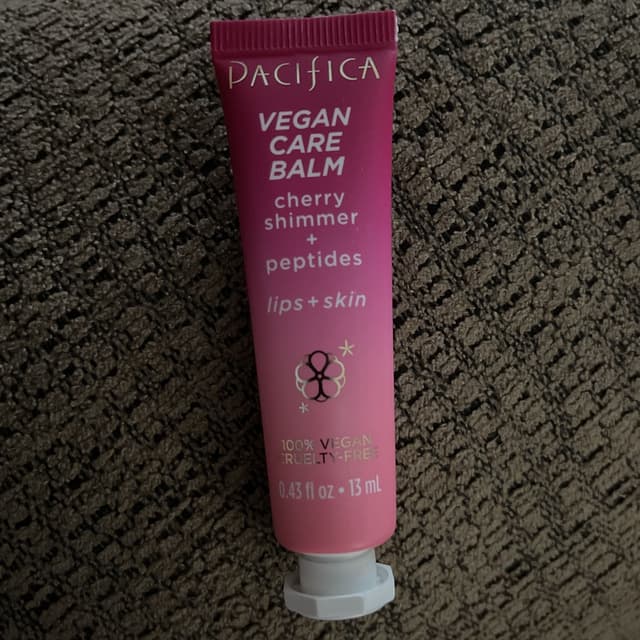 PACIFICA
VEGAN
CARE
BALM
cherry
shimmer
+
peptides
lips + skin
100% VEGAN
CRUELTY-FREE
0.43 fl oz • 13 mL